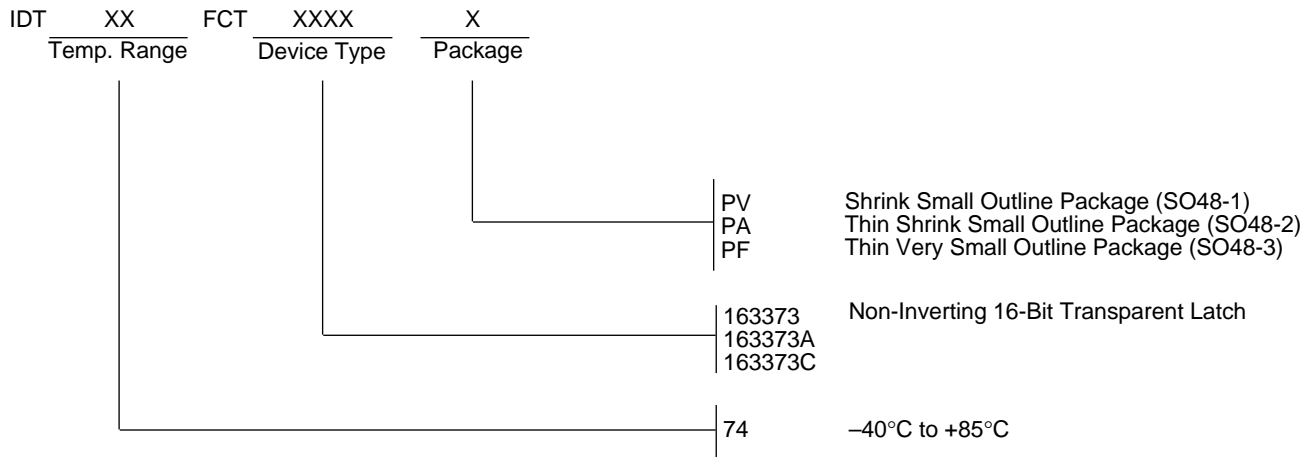 IDT XX FCT XXXX X
Temp. Range Device Type Package
PV Shrink Small Outline Package (SO48-1)
PA Thin Shrink Small Outline Package (SO48-2)
PF Thin Very Small Outline Package (SO48-3)
163373 Non-Inverting 16-Bit Transparent Latch
163373A
163373C
74 –40°C to +85°C